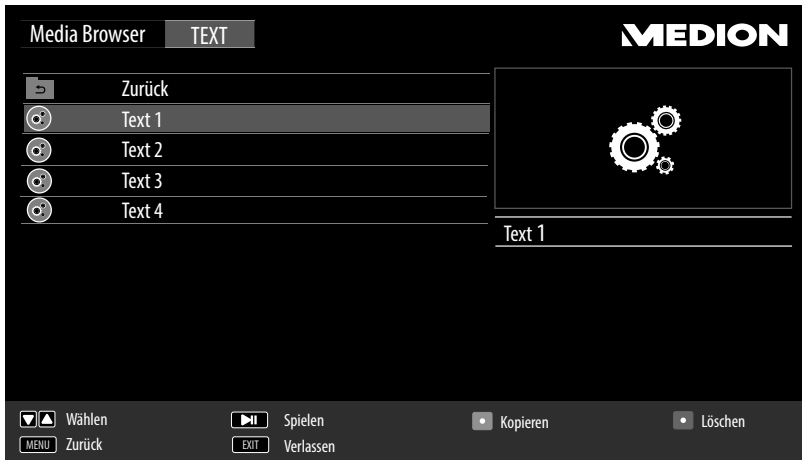 Media Browser TEXT MEDION
Zurück
Text 1
Text 2
Text 3
Text 4
Text 1
Wählen Spielen Kopieren Löschen
MENU Zurück EXIT Verlassen